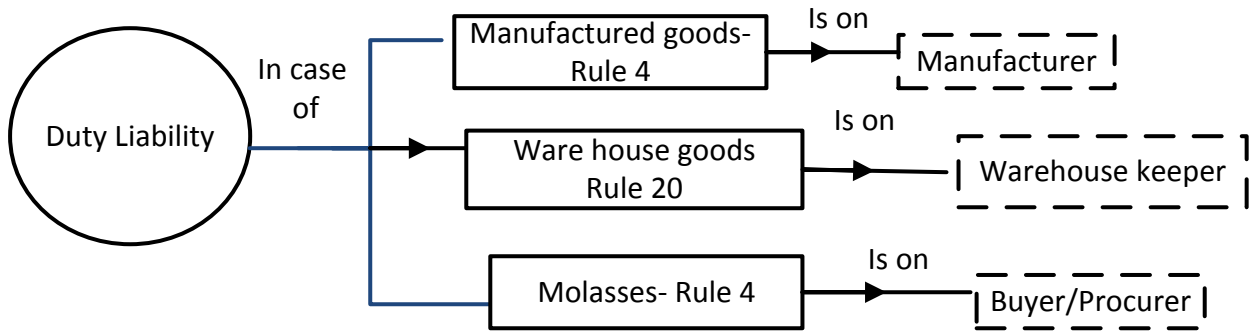 Duty Liability
In case
of
Manufactured goods-
Rule 4
Is on
Manufacturer
Ware house goods
Rule 20
Is on
Warehouse keeper
Molasses- Rule 4
Is on
Buyer/Procurer